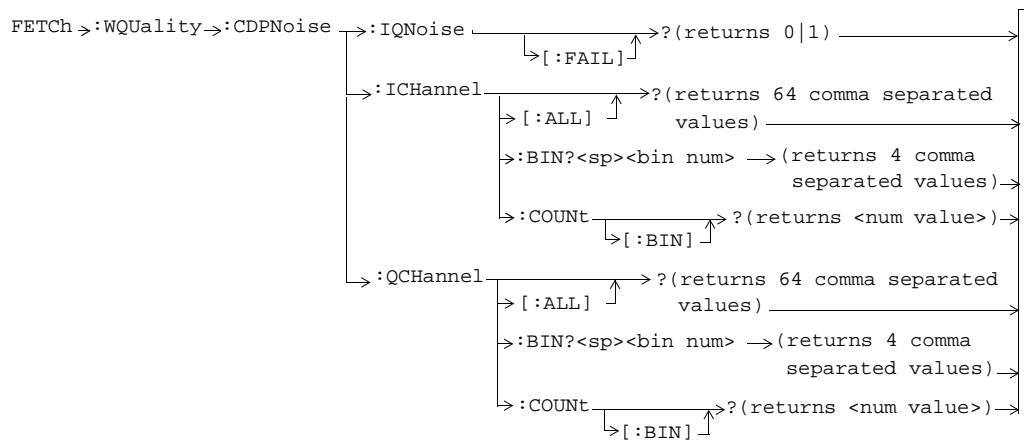 FETCh :WQUality :CDPNoise :IQNoise ?(returns 0|1)
[:FAIL]
:ICHannel ?(returns 64 comma separated
[:ALL] values)
:BIN?<sp><bin num> (returns 4 comma
separated values)
:COUNt ?(returns <num value>)
[:BIN]
:QCHannel ?(returns 64 comma separated
[:ALL] values)
:BIN?<sp><bin num> (returns 4 comma
separated values)
:COUNt ?(returns <num value>)
[:BIN]